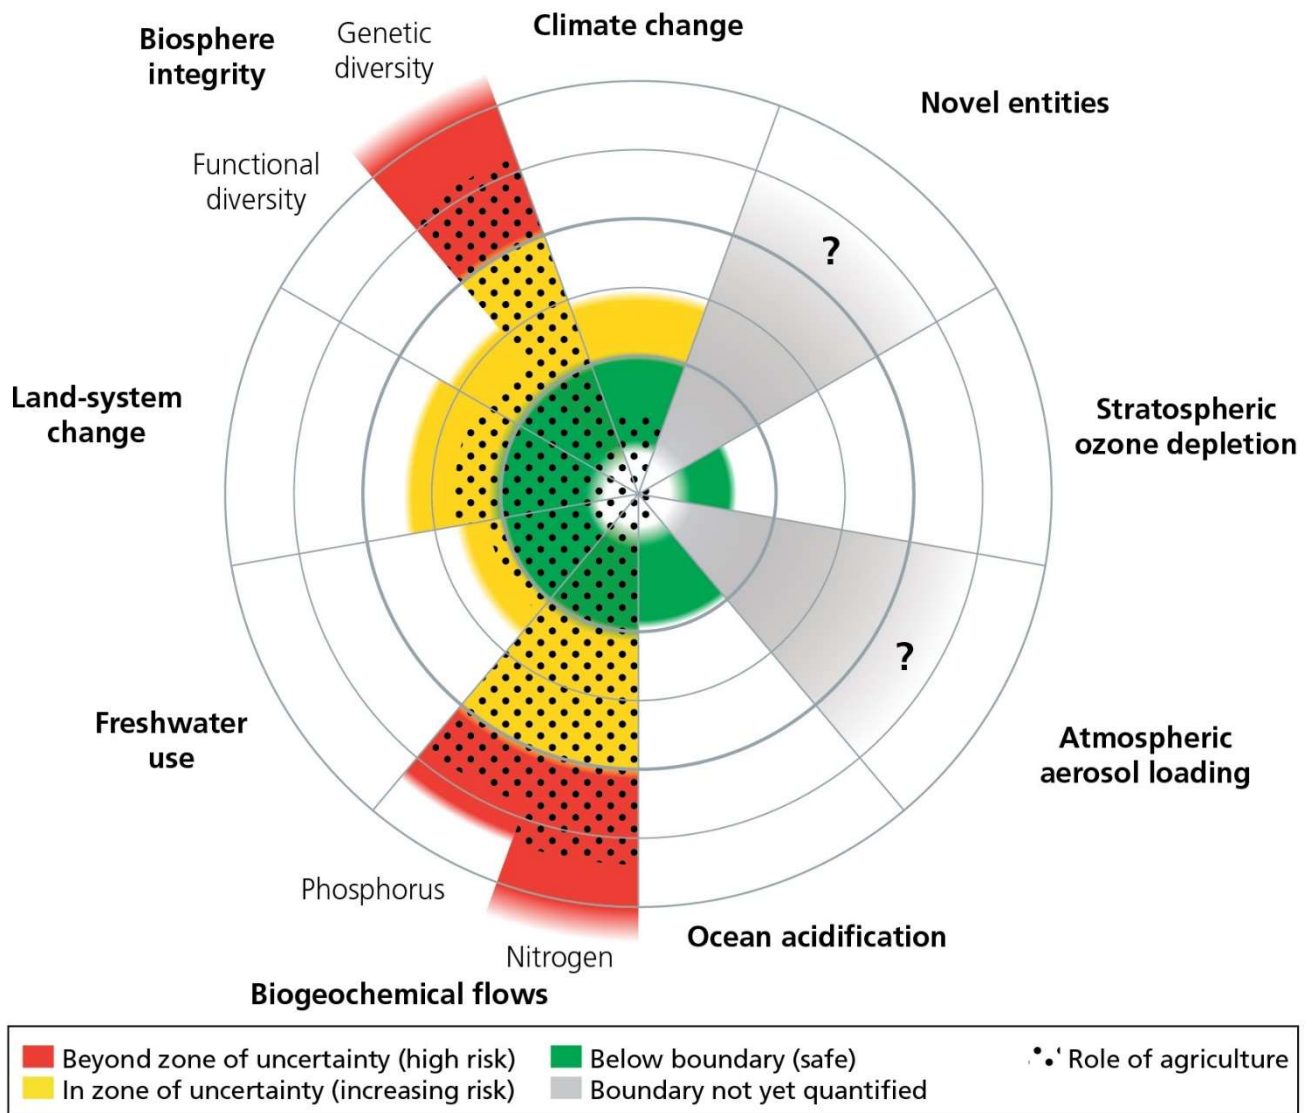 Climate change
Biosphere
integrity
Genetic
diversity
Novel entities
Functional
diversity
?
Land-system
change
Stratospheric
ozone depletion
?
Freshwater
use
Atmospheric
aerosol loading
Phosphorus
Nitrogen
Ocean acidification
Biogeochemical flows
Beyond zone of uncertainty (high risk)
In zone of uncertainty (increasing risk)
Below boundary (safe)
Boundary not yet quantified
Role of agriculture